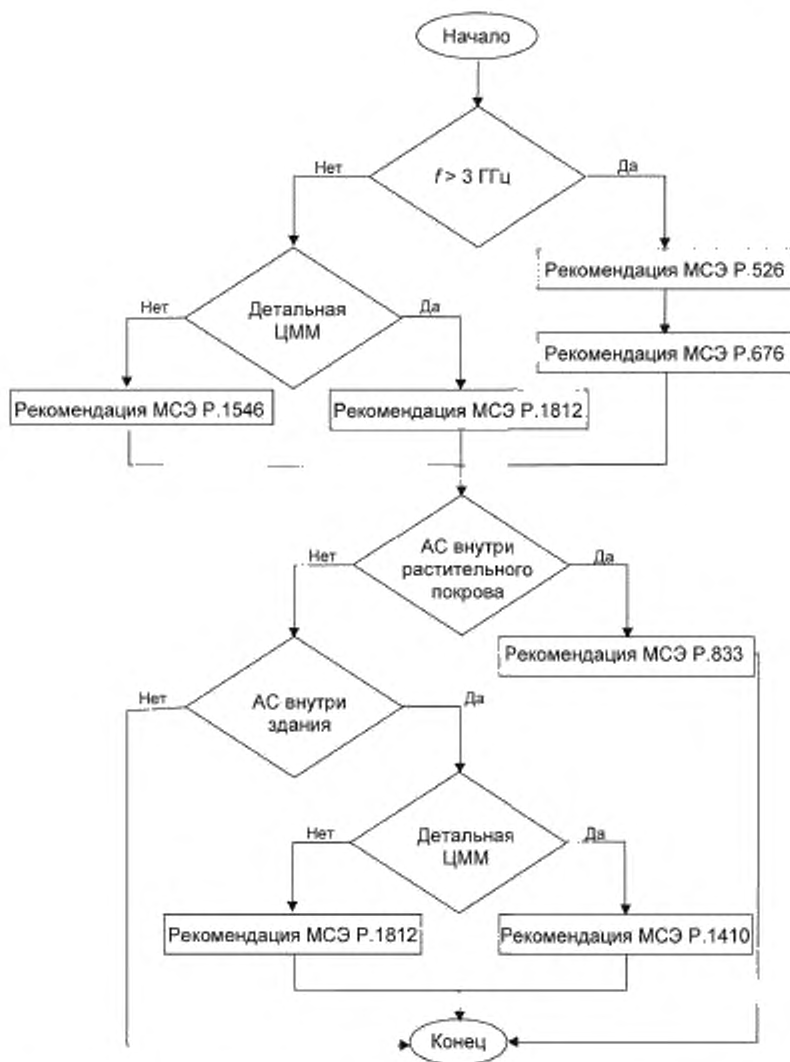 Начало
f > 3 ГГц
Нет
Да
Рекомендация МСЭ Р.526
Детальная
ЦММ
Нет
Да
Рекомендация МСЭ Р.676
Рекомендация МСЭ Р.1546
Рекомендация МСЭ Р.1812
АС внутри
растительного
покрова
Нет
Да
Рекомендация МСЭ Р.833
АС внутри
здания
Нет
Да
Детальная
ЦММ
Нет
Да
Рекомендация МСЭ Р.1812
Рекомендация МСЭ Р.1410
Конец